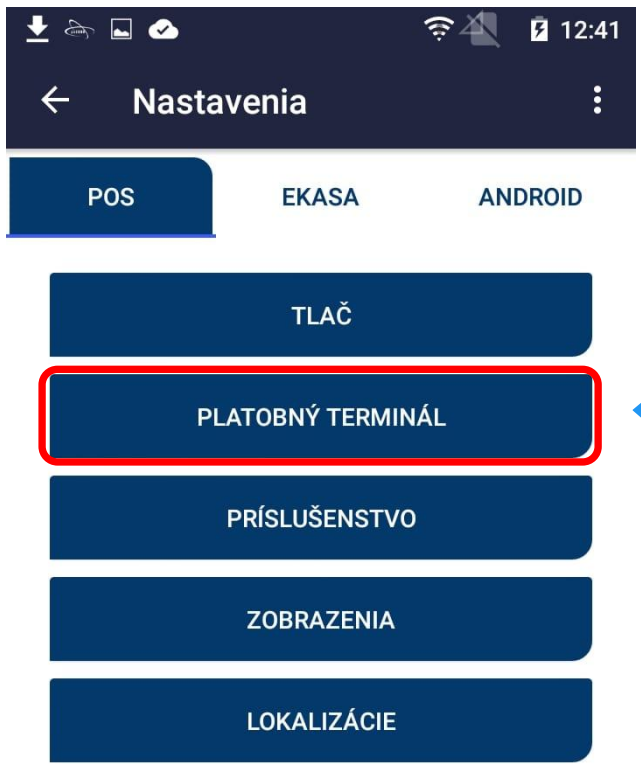 12:41
Nastavenia
POS EKASA ANDROID
TLAČ
PLATOBNÝ TERMINÁL
PRÍSLUŠENSTVO
ZOBRAZENIA
LOKALIZÁCIE